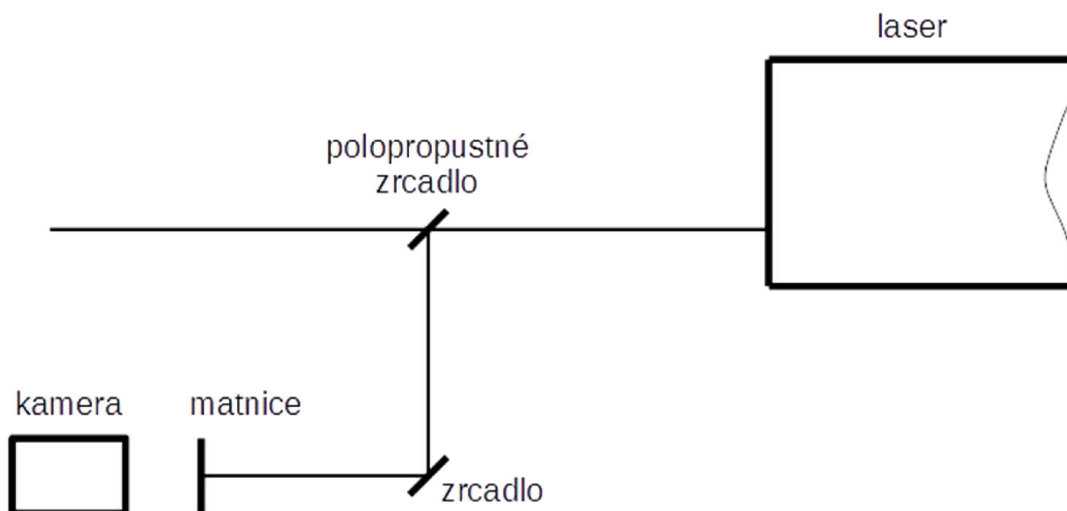 laser
polopropustné
zrcadlo
kamera
matnice
zrcadlo